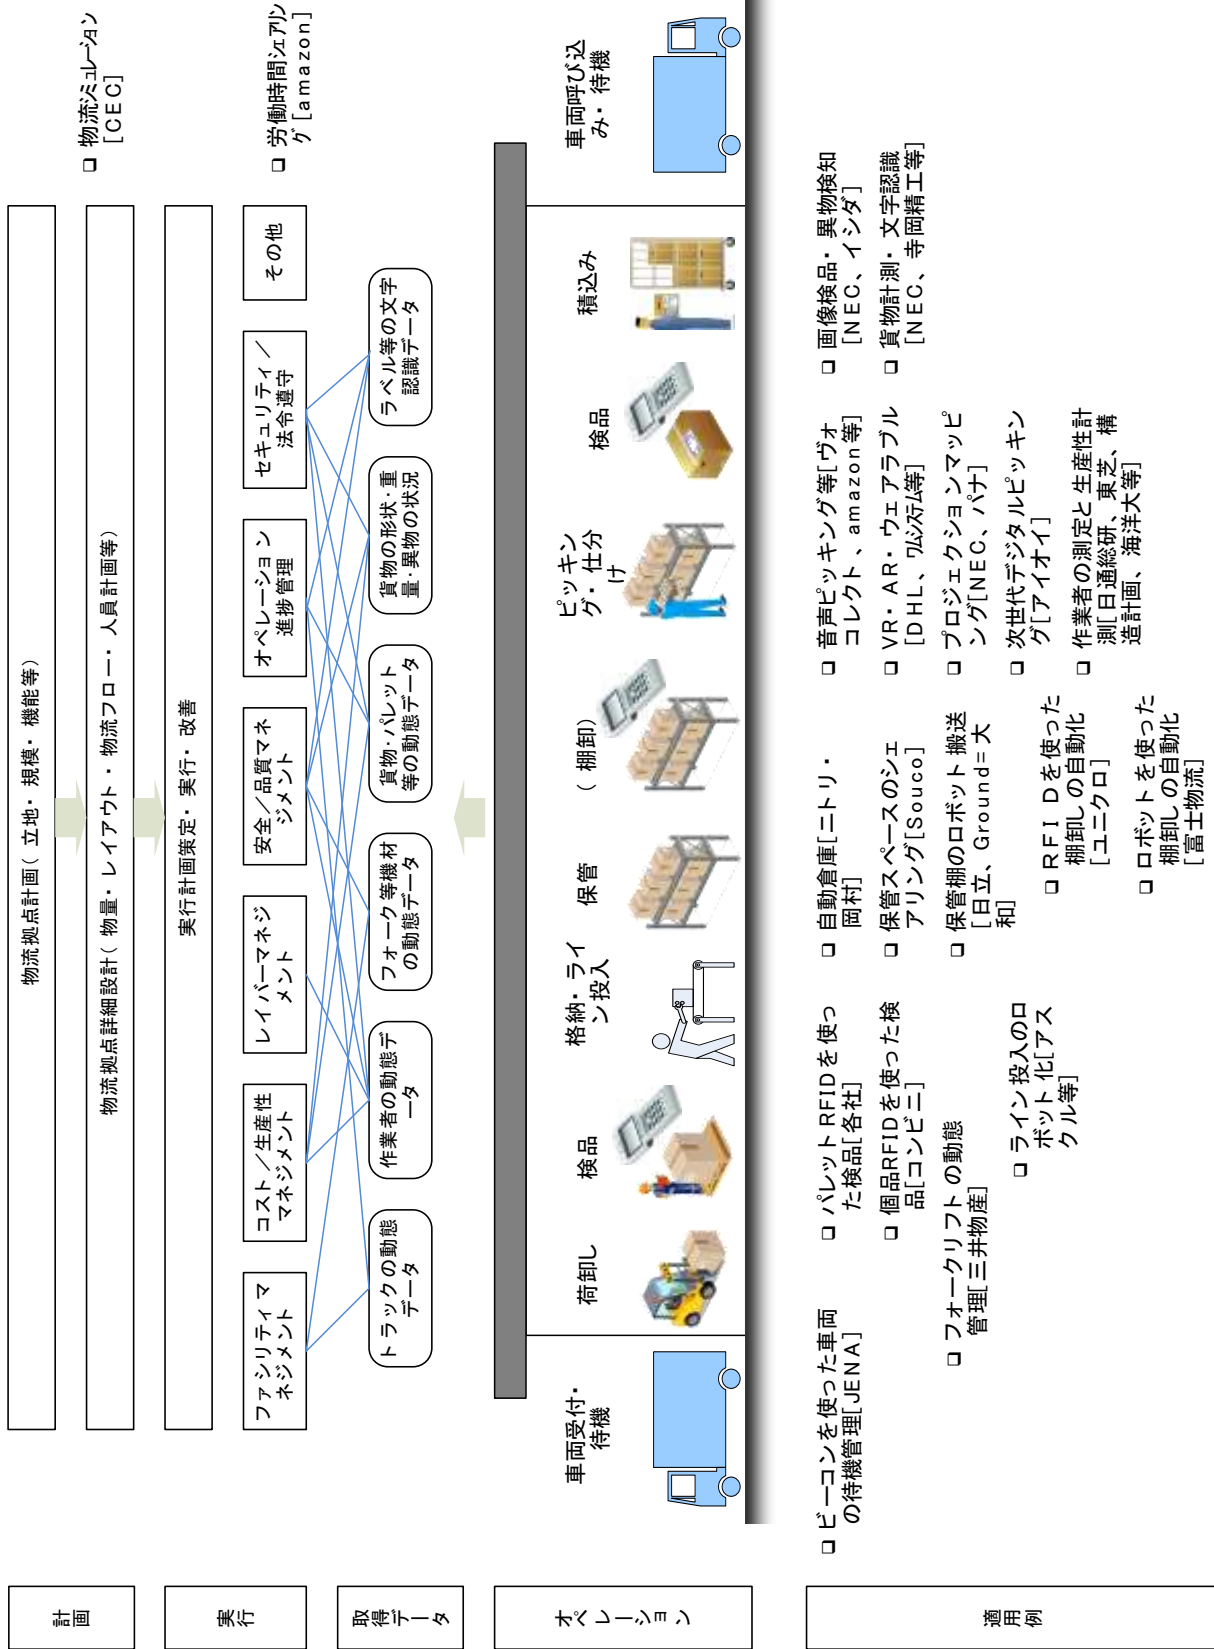 計画
物流拠点計画（立地・規模・機能等）
物流拠点詳細設計（物量・レイアウト・物流フロー・人員計画等）
❑ 物流シミュレーション
[CEC]
実行
実行計画策定・実行・改善
ファシリティマ
ネジメント
コスト／生産性
マネジメント
レイバーマネジ
メント
安全／品質マネ
ジメント
オペレーション
進捗管理
セキュリティ／
法令遵守
その他
❑ 労働時間シェアリン
グ[amazon]
取得デー
タ
トラックの動態
データ
作業者の動態デ
ータ
フォーク等機材
の動態データ
貨物・パレット
等の動態データ
貨物の形状・重
量・異物の状況
ラベル等の文字
認識データ
オペレーション
車両受付・
待機
荷卸し
検品
格納・ライ
ン投入
保管
（棚卸）
ピッキン
グ・仕分
け
検品
積込み
車両呼び込
み・待機
適用例
❑ ビーコンを使った車両
の待機管理[JENA]
❑ パレットRFIDを使っ
た検品[各社]
❑ 個品RFIDを使った検
品[コンビニ]
❑ フォークリフトの動態
管理[三井物産]
❑ ライン投入のロ
ボット化[アス
クル等]
❑ 自動倉庫[ニトリ・
岡村]
❑ 保管スペースのシェ
アリング[Souco]
❑ 保管棚のロボット搬送
[日立、Ground=大
和]
❑ RFIDを使った
棚卸しの自動化
[ユニクロ]
❑ ロボットを使った
棚卸しの自動化
[富士物流]
❑ 音声ピッキング等[ヴォ
コレクト、amazon等]
❑ VR・AR・ウェアラブル
[DHL、ワムシステム等]
❑ プロジェクションマッピ
ング[NEC、パナ]
❑ 次世代デジタルピッキン
グ[アイオイ]
❑ 作業者の測定と生産性計
測[日通総研、東芝、構
造計画、海洋大等]
❑ 画像検品・異物検知
[NEC、イシダ]
❑ 貨物計測・文字認識
[NEC、寺岡精工等]